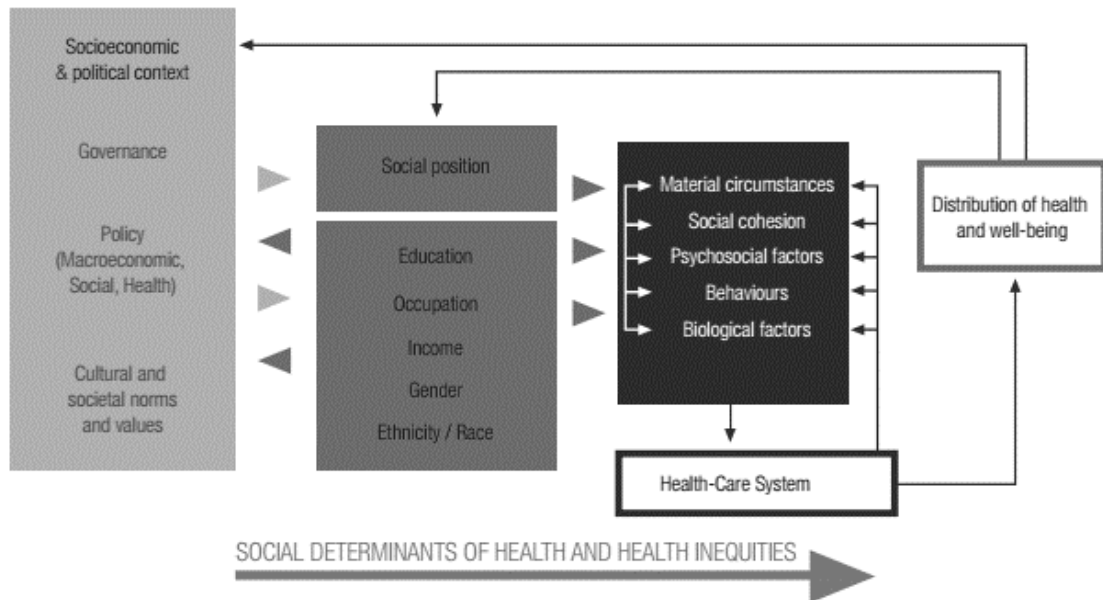 Socioeconomic
& political context
Governance
Policy
(Macroeconomic,
Social, Health)
Cultural and
societal norms
and values
Social position
Education
Occupation
Income
Gender
Ethnicity / Race
Material circumstances
Social cohesion
Psychosocial factors
Behaviours
Biological factors
Health-Care System
Distribution of health
and well-being
SOCIAL DETERMINANTS OF HEALTH AND HEALTH INEQUITIES